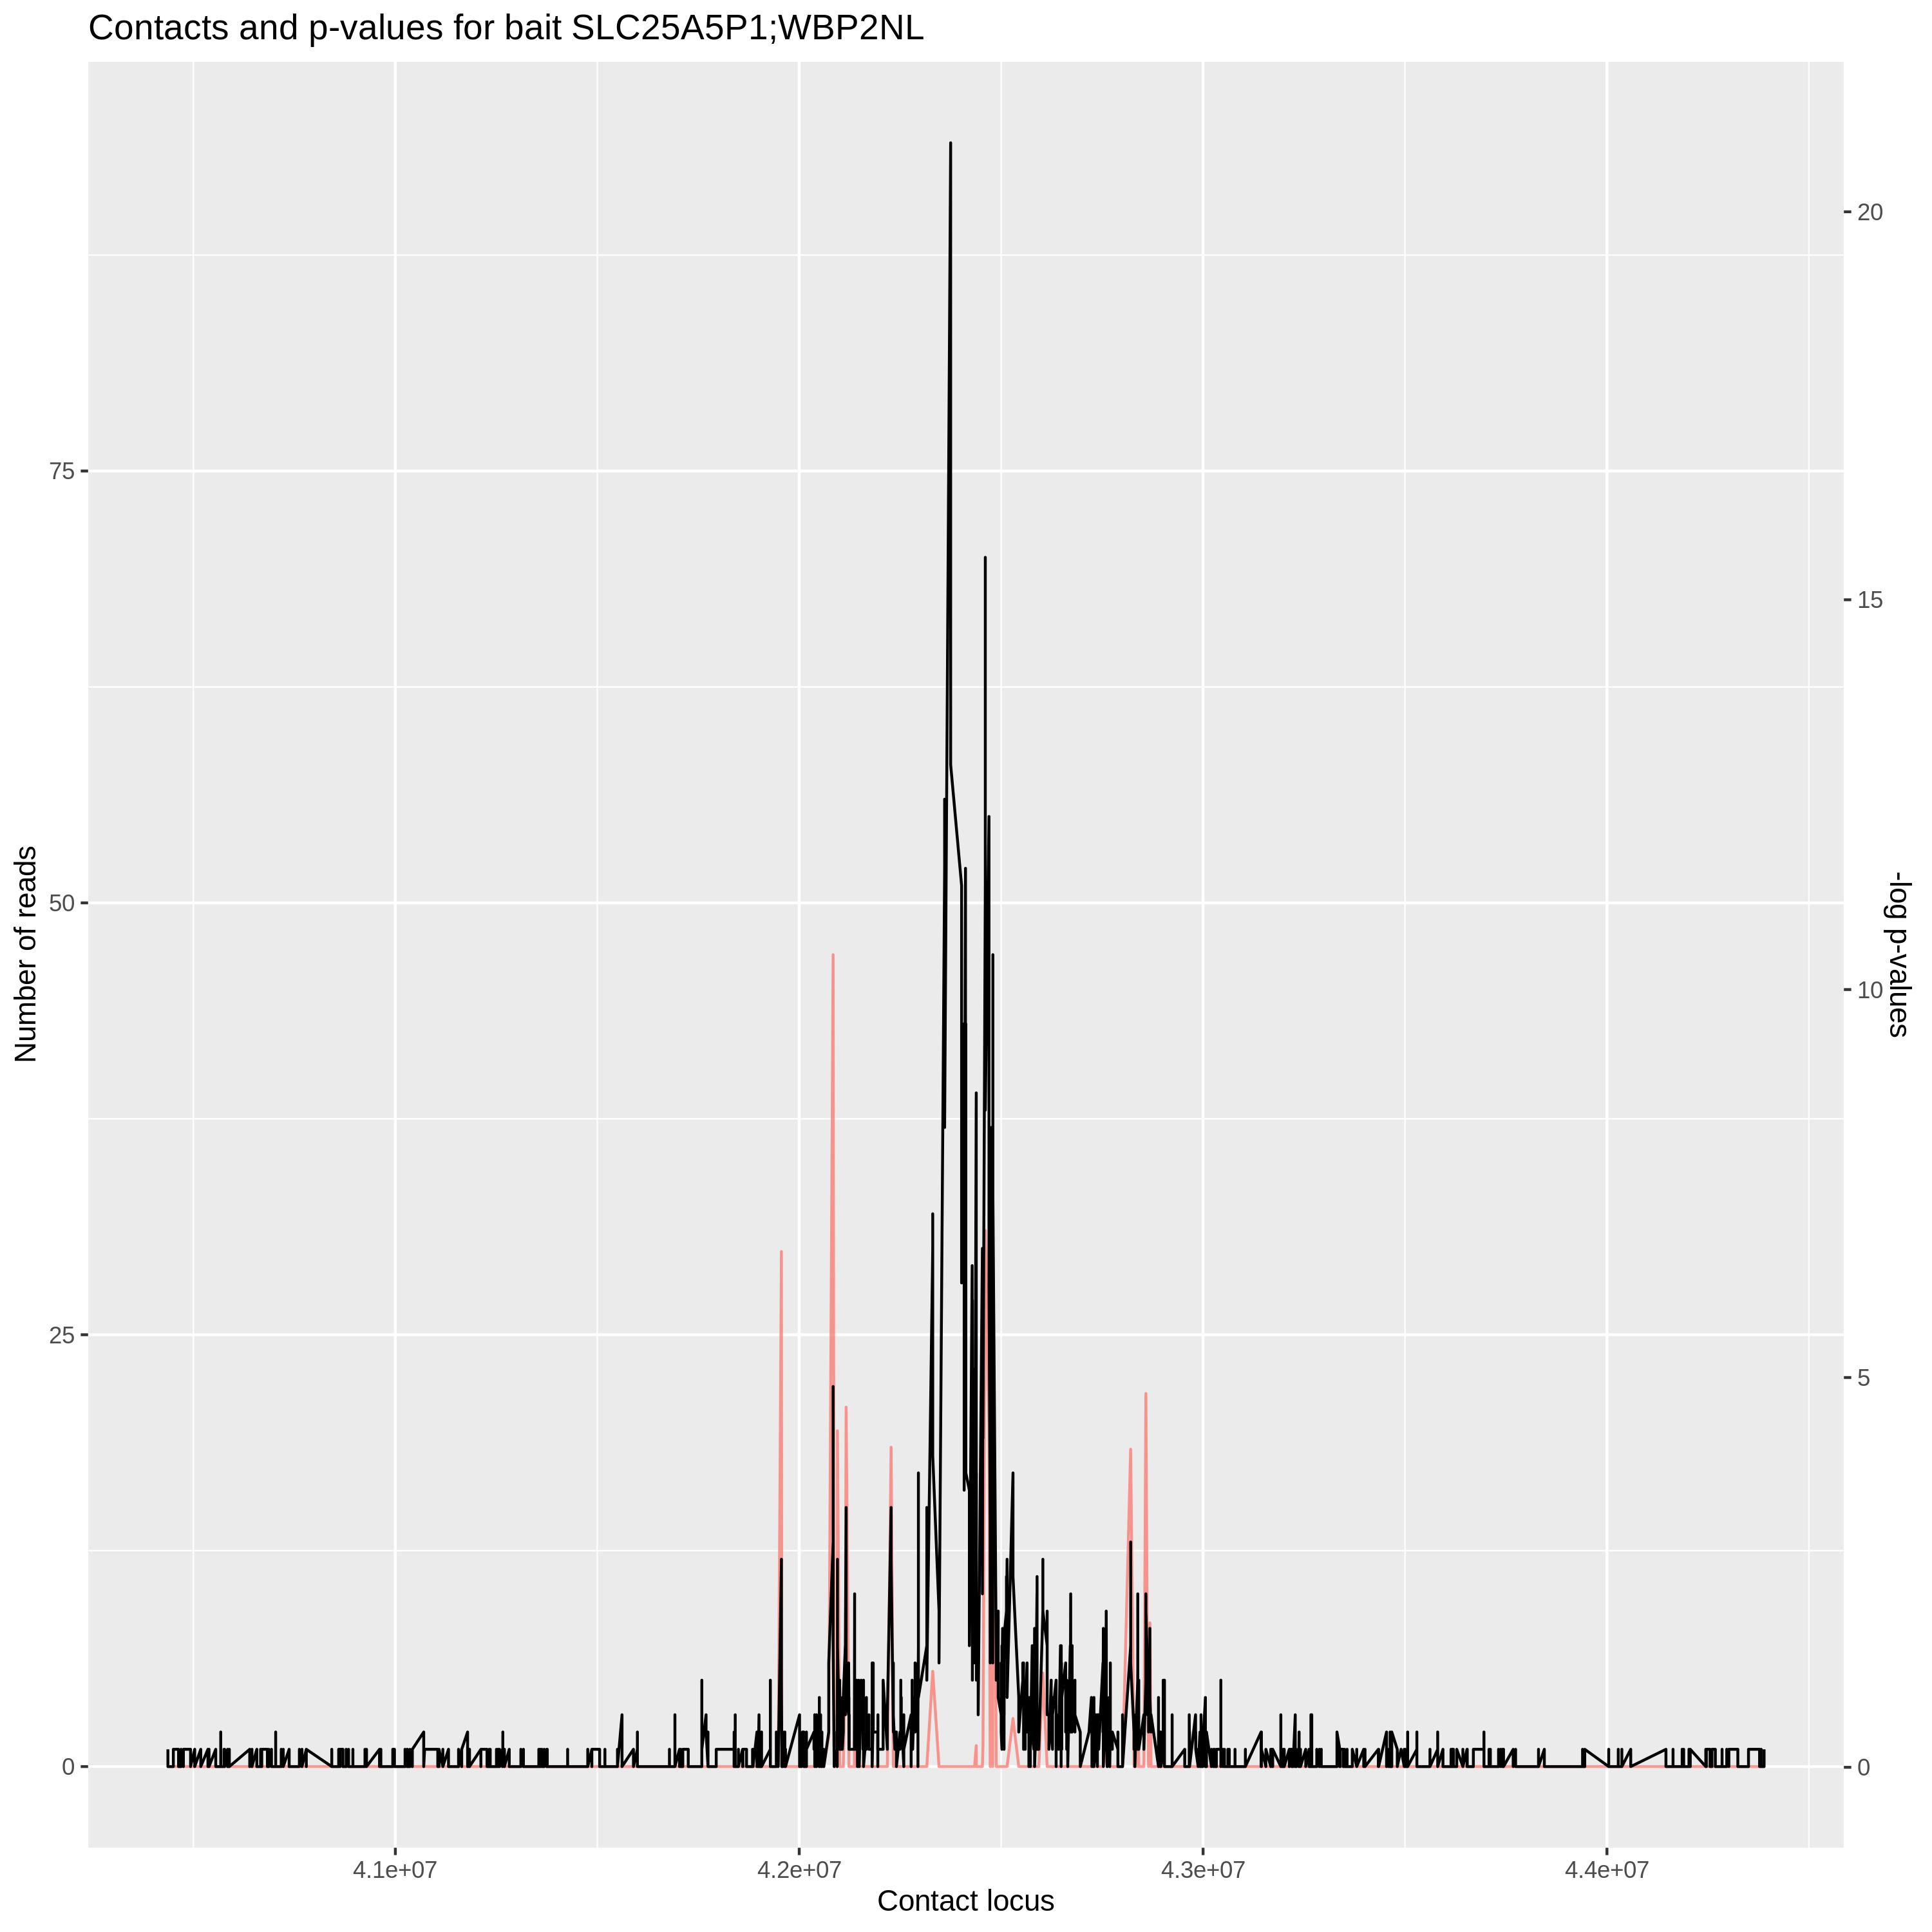 Contacts and p-values for bait SLC25A5P1;WBP2NL
Number of reads
75
50
25
0
20
15
10
5
0
-log p-values
4.1e+07
4.2e+07
4.3e+07
4.4e+07
Contact locus